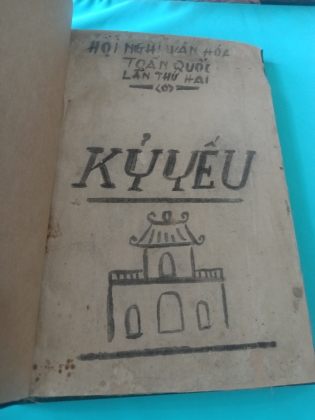 HỘI NGHỊ VĂN HÓA
TOÀN QUỐC
LẦN THỨ HAI
KỶ YẾU